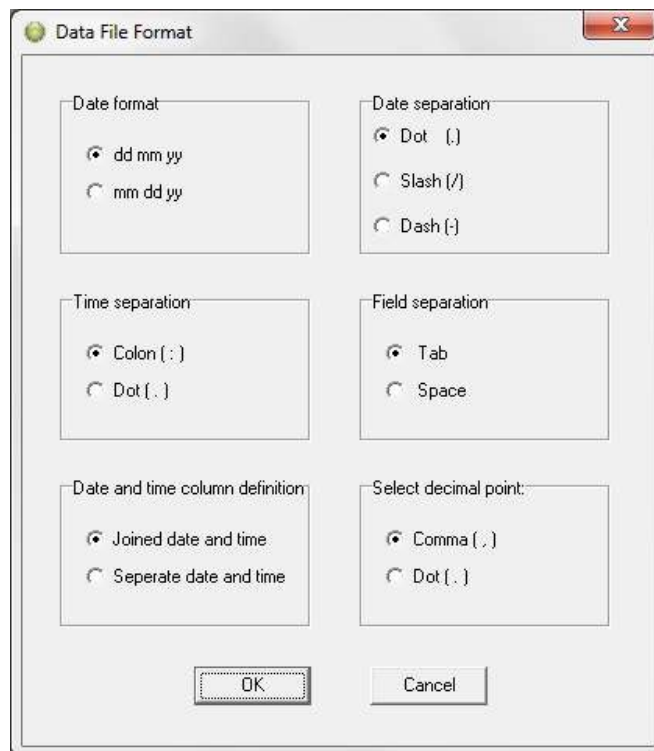 Data File Format
Date format
dd mm yy
mm dd yy
Date separation
Dot (.)
Slash (/)
Dash (-)
Time separation
Colon ( : )
Dot ( . )
Field separation
Tab
Space
Date and time column definition
Joined date and time
Seperate date and time
Select decimal point:
Comma ( , )
Dot ( . )
OK
Cancel